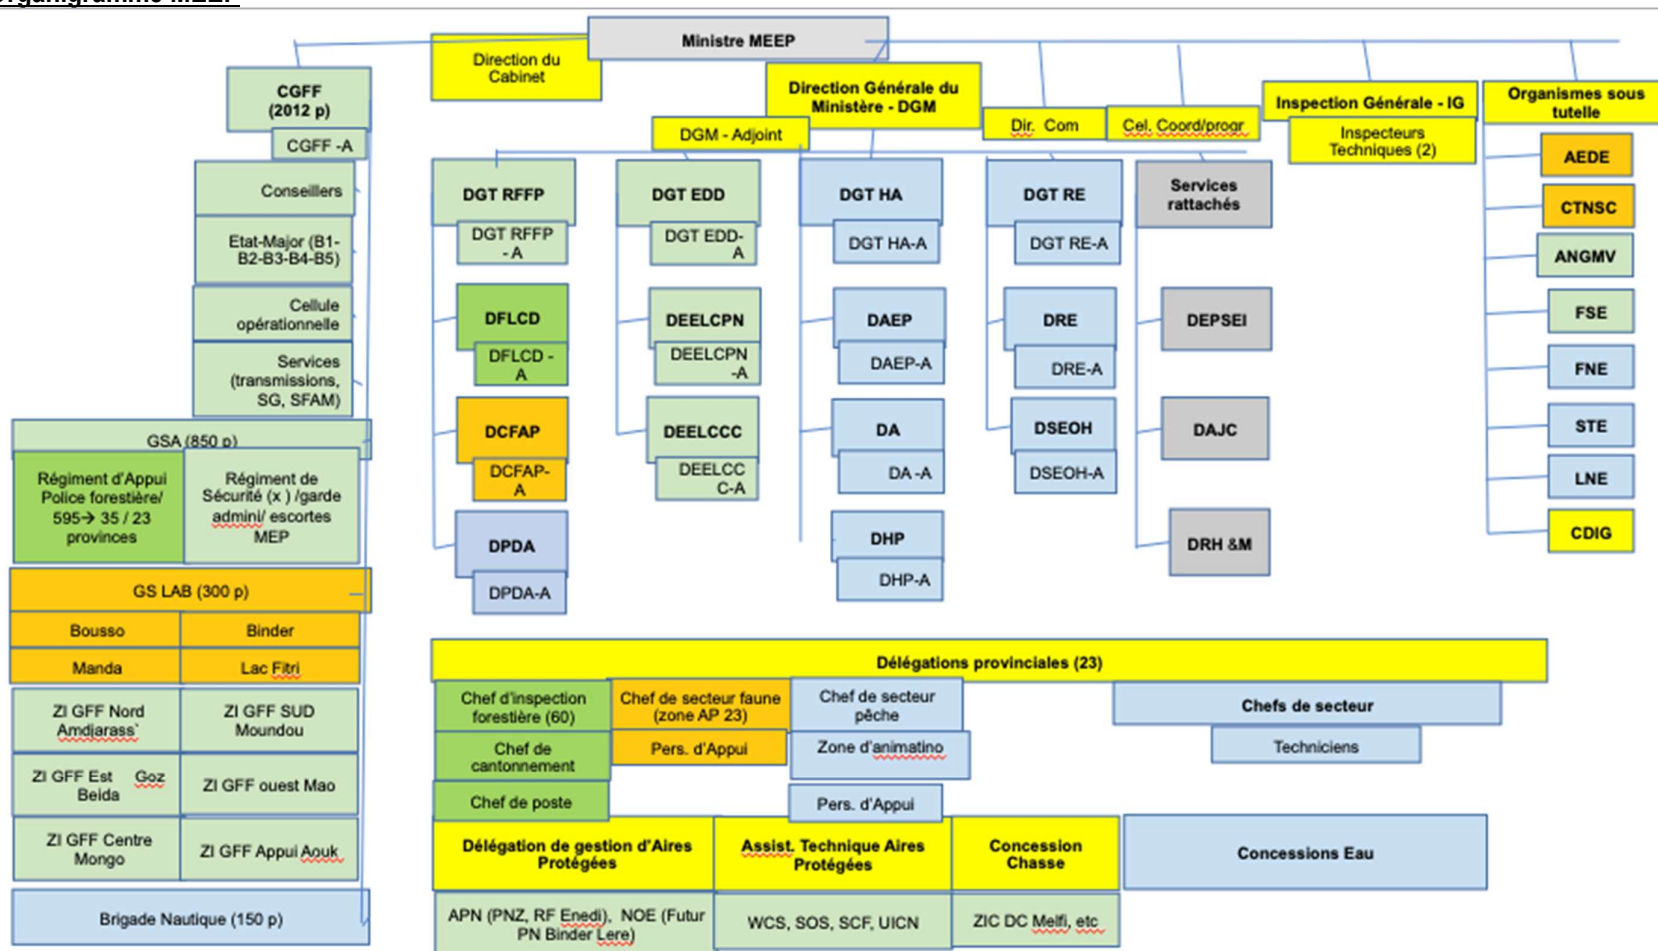 Organigramme MEEP
Ministre MEEP
Direction du
Cabinet
CGFF
(2012 p)
CGFF -A
Conseillers
Etat-Major (B1-
B2-B3-B4-B5)
Cellule
opérationnelle
Services
(transmissions,
SG, SFAM)
GSA (850 p)
Régiment d'Appui
Police forestière/
595→ 35 / 23
provinces
Régiment de
Sécurité (x ) /garde
admini/ escortes
MEP
GS LAB (300 p)
Bousso
Binder
Manda
Lac Fitri
ZI GFF Nord
Amdjarass`
ZI GFF SUD
Moundou
ZI GFF Est Goz
Beida
ZI GFF ouest Mao
ZI GFF Centre
Mongo
ZI GFF Appui Aouk
Brigade Nautique (150 p)
Direction Générale du
Ministère - DGM
DGM - Adjoint
Dir. Com
Cel. Coord/progr
Inspection Générale - IG
Inspecteurs
Techniques (2)
Organismes sous
tutelle
AEDE
CTNSC
ANGMV
FSE
FNE
STE
LNE
CDIG
DGT RFFP
DGT RFFP
- A
DFLCD
DFLCD -
A
DCFAP
DCFAP-
A
DPDA
DPDA-A
DGT EDD
DGT EDD-
A
DEELCPN
DEELCPN
-A
DEELCCC
DEELCC
C-A
DGT HA
DGT HA-A
DAEP
DAEP-A
DA
DA -A
DHP
DHP-A
DGT RE
DGT RE-A
DRE
DRE-A
DSEOH
DSEOH-A
Services
rattachés
DEPSEI
DAJC
DRH &M
Délégations provinciales (23)
Chef d'inspection
forestière (60)
Chef de
cantonnement
Chef de poste
Chef de secteur faune
(zone AP 23)
Pers. d'Appui
Chef de secteur
pêche
Zone d'animatino
Pers. d'Appui
Chefs de secteur
Techniciens
Délégation de gestion d'Aires
Protégées
Assist. Technique Aires
Protégées
Concession
Chasse
Concessions Eau
APN (PNZ, RF Enedi), NOE (Futur
PN Binder Lere)
WCS, SOS, SCF, UICN
ZIC DC Melfi, etc